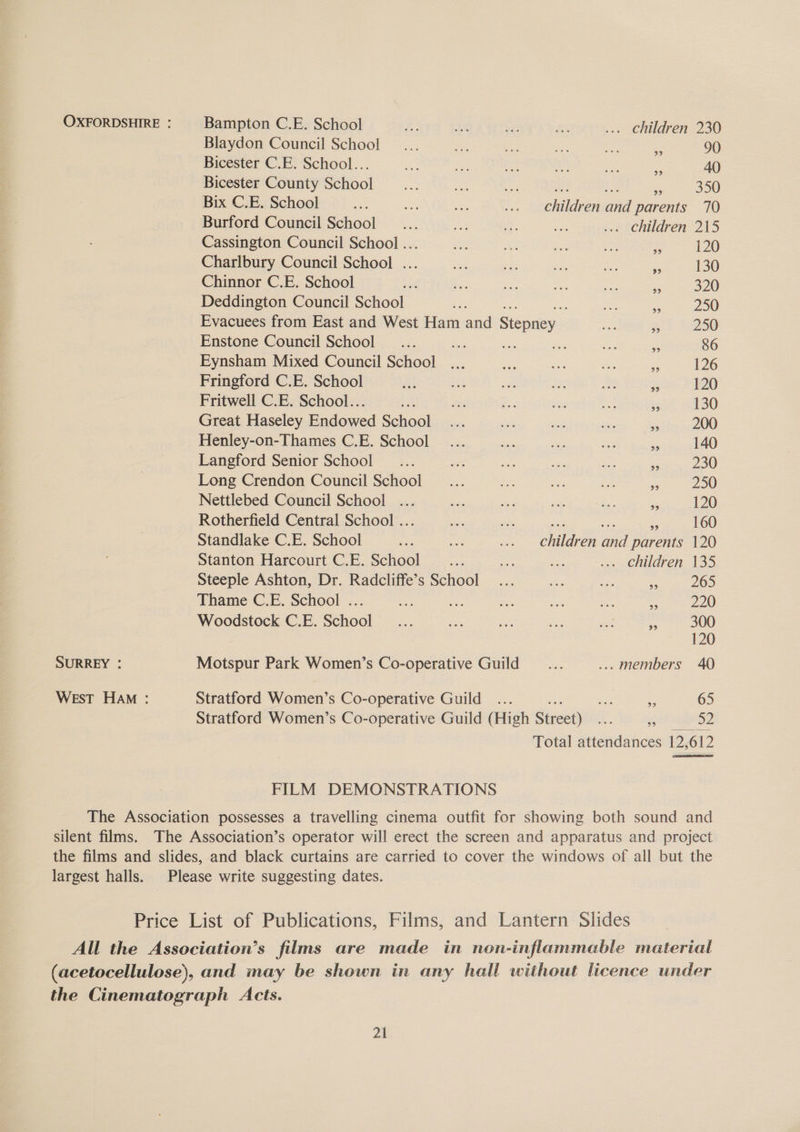 OXFORDSHIRE : Bampton C.E. School ... ... ... ... ... children 230
Blaydon Council School ... ... ... ... ... ,, 90
Bicester C.E. School... ... ... ... ... ... ,, 40
Bicester County School ... ... ... ... ... ,, 350
Bix C.E. School ... ... ... ... children and parents 70
Burford Council School ... ... ... ... ... children 215
Cassington Council School ... ... ... ... ... ,, 120
Charlbury Council School ... ... ... ... ... ,, 130
Chinnor C.E. School ... ... ... ... ... ,, 320
Deddington Council School ... ... ... ... ,, 250
Evacuees from East and West Ham and Stepney ... ,, 250
Enstone Council School ... ... ... ... ... ,, 86
Eynsham Mixed Council School ... ... ... ... ,, 126
Fringford C.E. School ... ... ... ... ... ,, 120
Fritwell C.E. School... ... ... ... ... ... ,, 130
Great Haseley Endowed School ... ... ... ... ,, 200
Henley-on-Thames C.E. School ... ... ... ... ,, 140
Langford Senior School ... ... ... ... ... ,, 230
Long Crendon Council School ... ... ... ... ,, 250
Nettlebed Council School ... ... ... ... ... ,, 120
Rotherfield Central School ... ... ... ... ... ,, 160
Standlake C.E. School ... ... ... children and parents 120
Stanton Harcourt C.E. School ... ... ... ... children 135
Steeple Ashton, Dr. Radcliffe's School ... ... ... ,, 265
Thame C.E. School ... ... ... ... ... ... ,, 220
Woodstock C.E. School ... ... ... ... ... ,, 300
120
SURREY : Motspur Park Women's Co-operative Guild ... ... members 40
WEST HAM : Stratford Women's Co-operative Guild ... ... ... ,, 65
Stratford Women's Co-operative Guild (High Street) ... ,, 52
Total attendances 12,612
FILM DEMONSTRATIONS
The Association possesses a travelling cinema outfit for showing both sound and
silent films. The Association's operator will erect the screen and apparatus and project
the films and slides, and black curtains are carried to cover the windows of all but the
largest halls. Please write suggesting dates.
Price List of Publications, Films, and Lantern Slides
All the Association's films are made in non-inflammable material
(acetocellulose), and may be shown in any hall without licence under
the Cinematograph Acts.
21